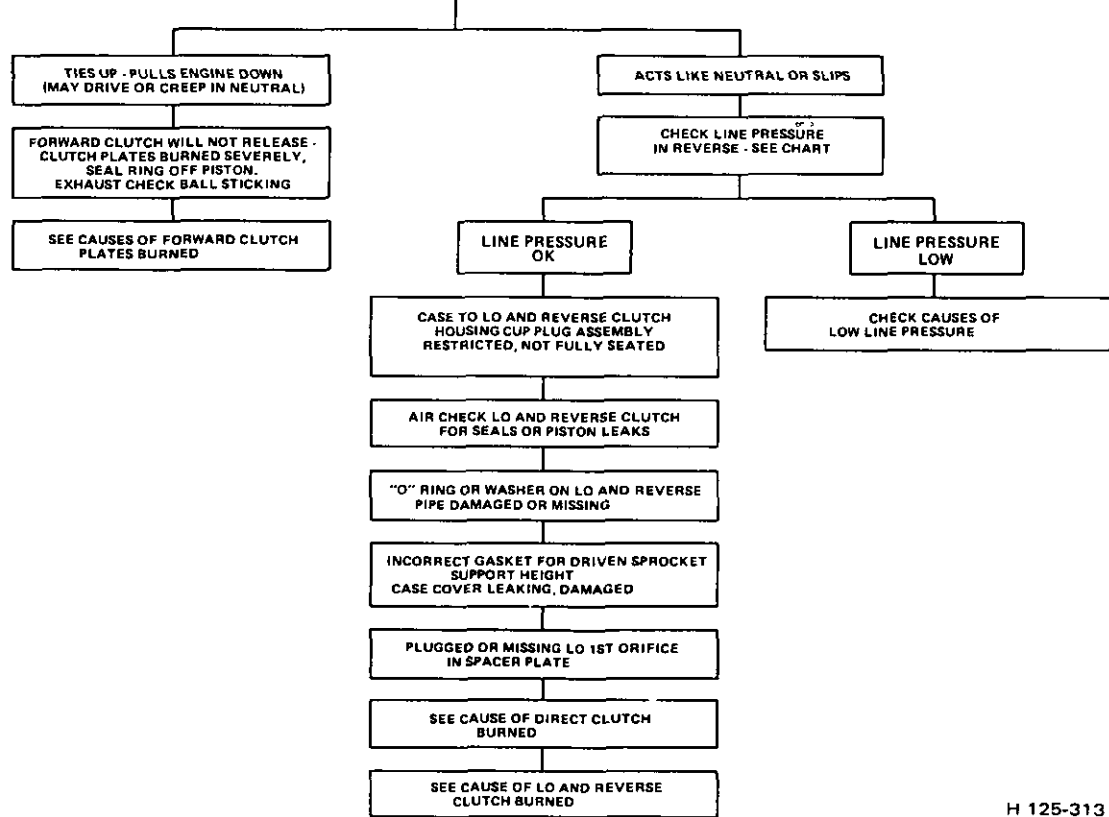 TIES UP - PULLS ENGINE DOWN
(MAY DRIVE OR CREEP IN NEUTRAL)
FORWARD CLUTCH WILL NOT RELEASE -
CLUTCH PLATES BURNED SEVERELY,
SEAL RING OFF PISTON.
EXHAUST CHECK BALL STICKING
SEE CAUSES OF FORWARD CLUTCH
PLATES BURNED
ACTS LIKE NEUTRAL OR SLIPS
CHECK LINE PRESSURE
IN REVERSE - SEE CHART
LINE PRESSURE
OK
CASE TO LO AND REVERSE CLUTCH
HOUSING CUP PLUG ASSEMBLY
RESTRICTED, NOT FULLY SEATED
AIR CHECK LO AND REVERSE CLUTCH
FOR SEALS OR PISTON LEAKS
"O" RING OR WASHER ON LO AND REVERSE
PIPE DAMAGED OR MISSING
INCORRECT GASKET FOR DRIVEN SPROCKET
SUPPORT HEIGHT
CASE COVER LEAKING, DAMAGED
PLUGGED OR MISSING LO 1ST ORIFICE
IN SPACER PLATE
SEE CAUSE OF DIRECT CLUTCH
BURNED
SEE CAUSE OF LO AND REVERSE
CLUTCH BURNED
LINE PRESSURE
LOW
CHECK CAUSES OF
LOW LINE PRESSURE
H 125-313